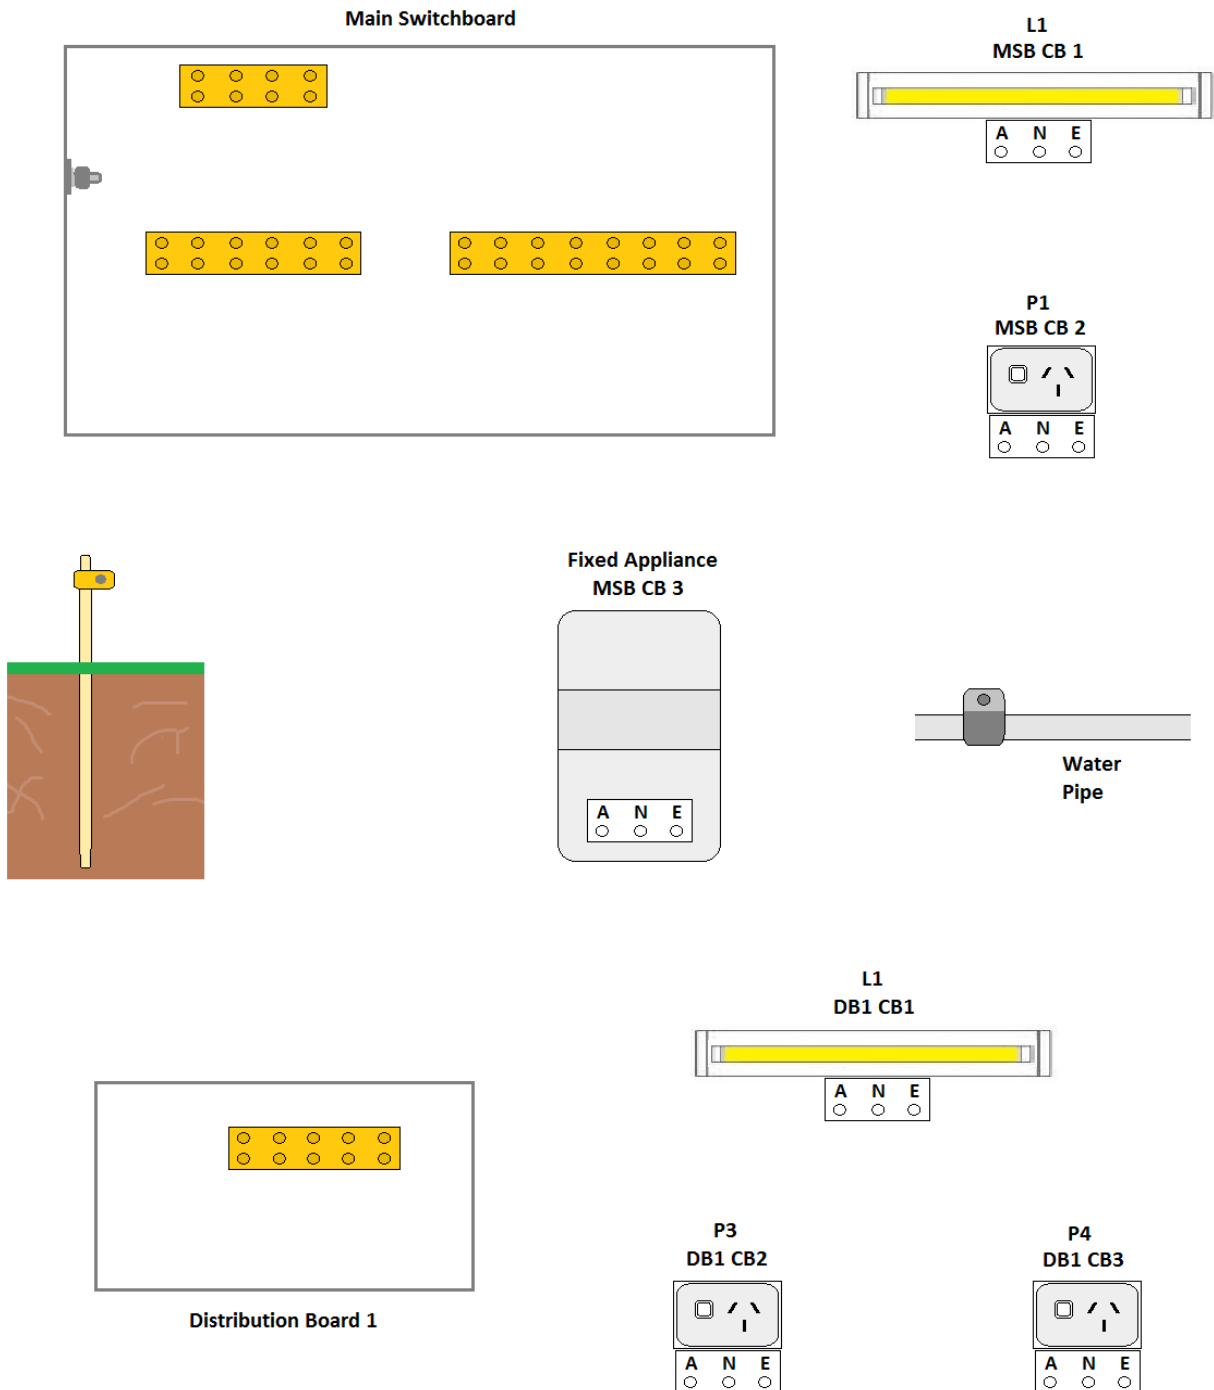 Main Switchboard
L1
MSB CB 1
A N E
P1
MSB CB 2
A N E
Fixed Appliance
MSB CB 3
A N E
Water
Pipe
L1
DB1 CB1
A N E
Distribution Board 1
P3
DB1 CB2
A N E
P4
DB1 CB3
A N E